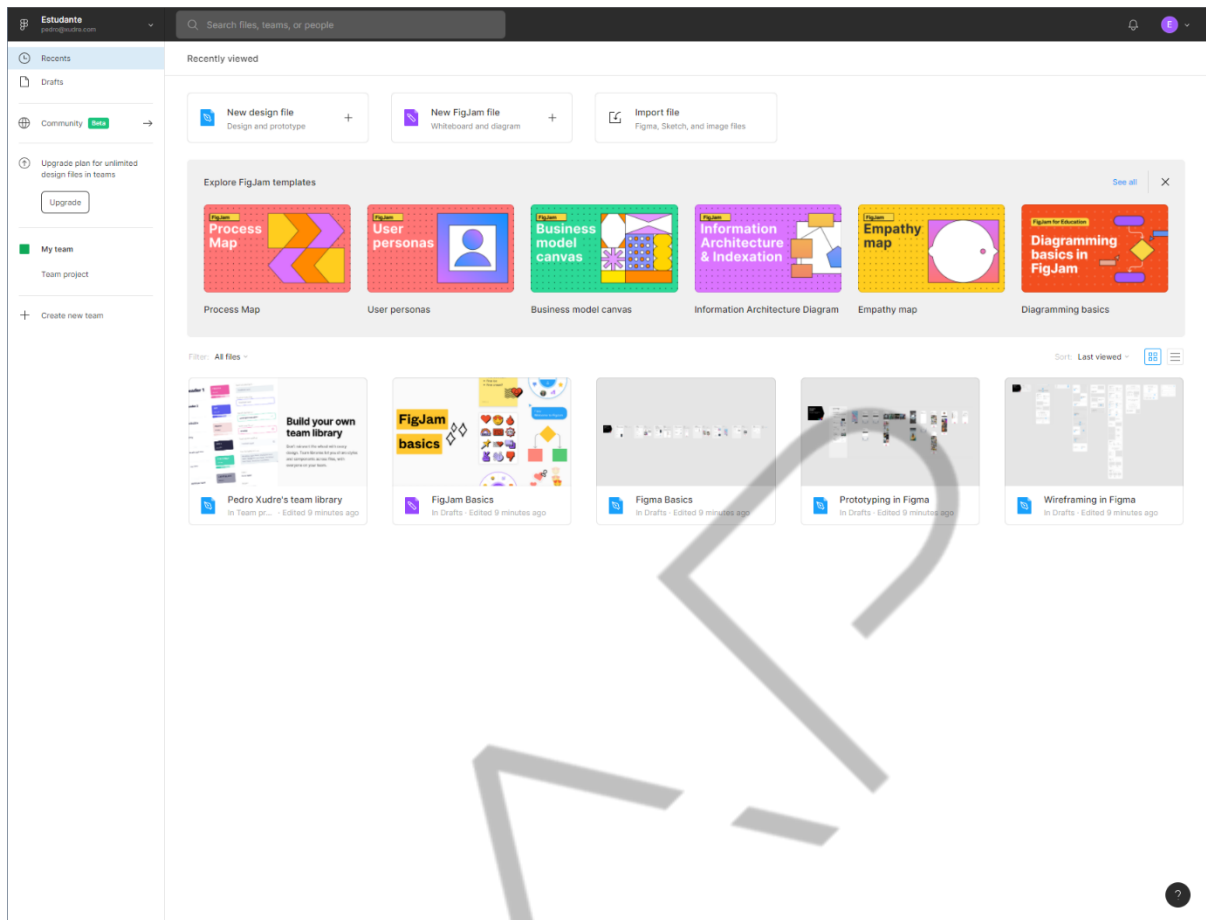 Estudante
pedro@xudre.com
Search files, teams, or people
E
Recents
Drafts
Community Beta
Upgrade plan for unlimited
design files in teams
Upgrade
My team
Team project
Create new team
Recently viewed
New design file
Design and prototype
New FigJam file
Whiteboard and diagram
Import file
Figma, Sketch, and image files
Explore FigJam templates
See all
FigJam
Process
Map
Process Map
FigJam
User
personas
User personas
FigJam
Business
model
canvas
Business model canvas
FigJam
Information
Architecture
& Indexation
Information Architecture Diagram
FigJam
Empathy
map
Empathy map
FigJam for Education
Diagramming
basics in
FigJam
Diagramming basics
Filter: All files
Sort: Last viewed
Build your own
team library
Pedro Xudre's team library
In Team pr... · Edited 9 minutes ago
FigJam
basics
FigJam Basics
In Drafts · Edited 9 minutes ago
Figma Basics
In Drafts · Edited 9 minutes ago
Prototyping in Figma
In Drafts · Edited 9 minutes ago
Wireframing in Figma
In Drafts · Edited 9 minutes ago
?